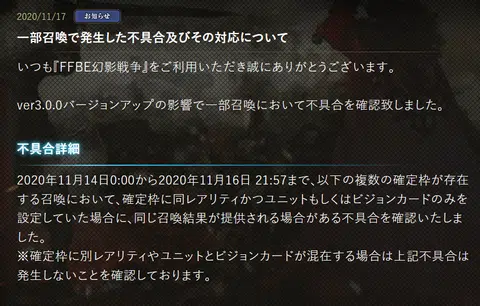 2020/11/17 お知らせ
一部召喚で発生した不具合及びその対応について
いつも『FFBE幻影戦争』をご利用いただき誠にありがとうございます。
ver3.0.0バージョンアップの影響で一部召喚において不具合を確認致しました。
不具合詳細
2020年11月14日0:00から2020年11月16日 21:57まで、以下の複数の確定枠が存在
する召喚において、確定枠に同レアリティかつユニットもしくはビジョンカードのみを
設定していた場合に、同じ召喚結果が提供される場合がある不具合を確認いたしま
した。
※確定枠に別レアリティやユニットとビジョンカードが混在する場合は上記不具合は
発生しないことを確認しております。